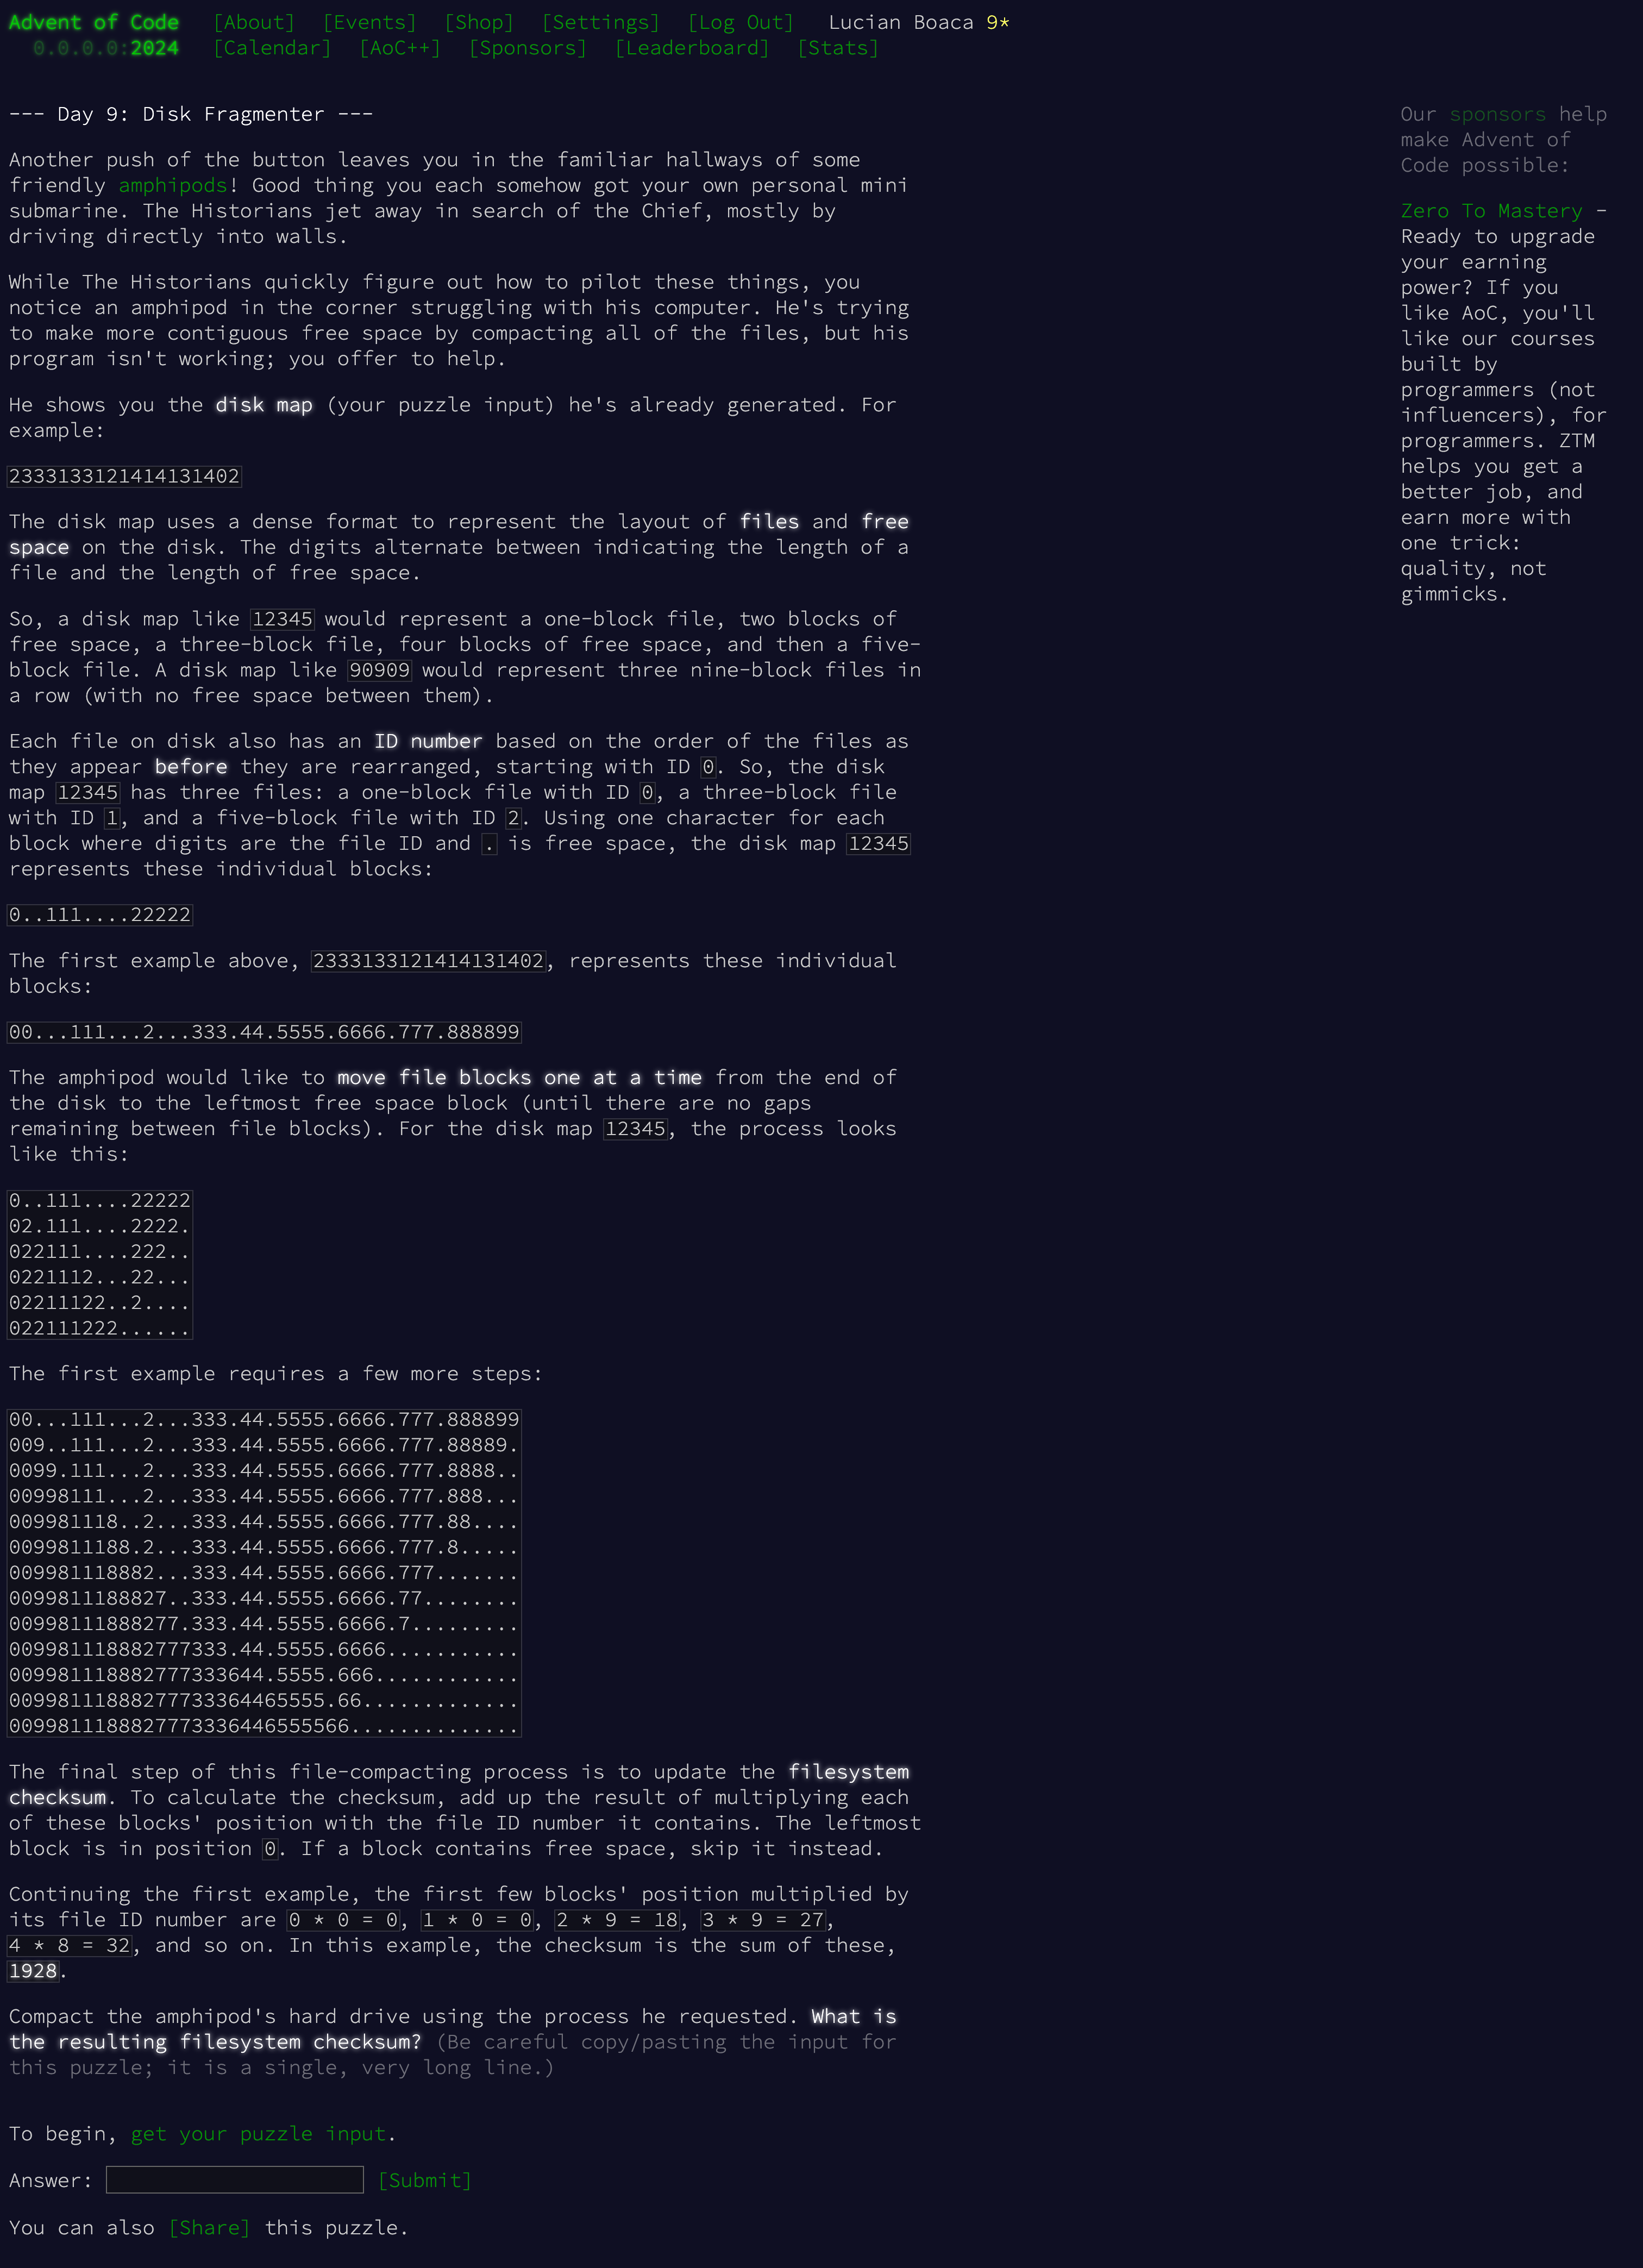 Advent of Code [About] [Events] [Shop] [Settings] [Log Out] Lucian Boaca 9*
0.0.0.0:2024 [Calendar] [AoC++] [Sponsors] [Leaderboard] [Stats]
--- Day 9: Disk Fragmenter ---
Another push of the button leaves you in the familiar hallways of some
friendly amphipods! Good thing you each somehow got your own personal mini
submarine. The Historians jet away in search of the Chief, mostly by
driving directly into walls.
While The Historians quickly figure out how to pilot these things, you
notice an amphipod in the corner struggling with his computer. He's trying
to make more contiguous free space by compacting all of the files, but his
program isn't working; you offer to help.
He shows you the disk map (your puzzle input) he's already generated. For
example:
2333133121414131402
The disk map uses a dense format to represent the layout of files and free
space on the disk. The digits alternate between indicating the length of a
file and the length of free space.
So, a disk map like 12345 would represent a one-block file, two blocks of
free space, a three-block file, four blocks of free space, and then a five-
block file. A disk map like 90909 would represent three nine-block files in
a row (with no free space between them).
Each file on disk also has an ID number based on the order of the files as
they appear before they are rearranged, starting with ID 0. So, the disk
map 12345 has three files: a one-block file with ID 0, a three-block file
with ID 1, and a five-block file with ID 2. Using one character for each
block where digits are the file ID and . is free space, the disk map 12345
represents these individual blocks:
0..111....22222
The first example above, 2333133121414131402, represents these individual
blocks:
00...111...2...333.44.5555.6666.777.888899
The amphipod would like to move file blocks one at a time from the end of
the disk to the leftmost free space block (until there are no gaps
remaining between file blocks). For the disk map 12345, the process looks
like this:
0..111....22222
02.111....2222.
022111....222..
0221112...22...
02211122..2....
022111222......
The first example requires a few more steps:
00...111...2...333.44.5555.6666.777.888899
009..111...2...333.44.5555.6666.777.88889.
0099.111...2...333.44.5555.6666.777.8888..
00998111...2...333.44.5555.6666.777.888...
009981118..2...333.44.5555.6666.777.88....
0099811188.2...333.44.5555.6666.777.8.....
009981118882...333.44.5555.6666.777.......
0099811188827..333.44.5555.6666.77........
00998111888277.333.44.5555.6666.7.........
009981118882777333.44.5555.6666...........
009981118882777333644.5555.666............
00998111888277733364465555.66.............
0099811188827773336446555566..............
The final step of this file-compacting process is to update the filesystem
checksum. To calculate the checksum, add up the result of multiplying each
of these blocks' position with the file ID number it contains. The leftmost
block is in position 0. If a block contains free space, skip it instead.
Continuing the first example, the first few blocks' position multiplied by
its file ID number are 0 * 0 = 0, 1 * 0 = 0, 2 * 9 = 18, 3 * 9 = 27,
4 * 8 = 32, and so on. In this example, the checksum is the sum of these,
1928.
Compact the amphipod's hard drive using the process he requested. What is
the resulting filesystem checksum? (Be careful copy/pasting the input for
this puzzle; it is a single, very long line.)
To begin, get your puzzle input.
Answer: [Submit]
You can also [Share] this puzzle.
Our sponsors help
make Advent of
Code possible:
Zero To Mastery -
Ready to upgrade
your earning
power? If you
like AoC, you'll
like our courses
built by
programmers (not
influencers), for
programmers. ZTM
helps you get a
better job, and
earn more with
one trick:
quality, not
gimmicks.